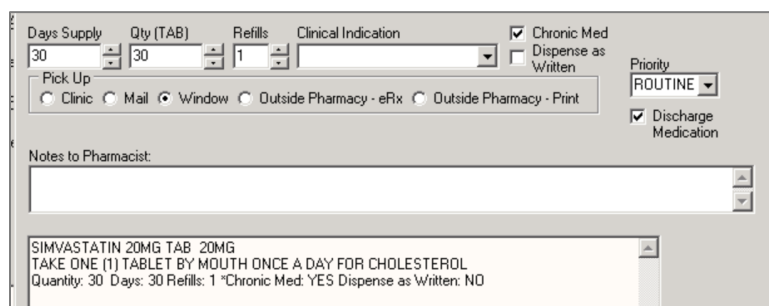 Days Supply Qty (TAB) Refills Clinical Indication
30 30 1
Chronic Med
Dispense as
Written
Priority
ROUTINE
Pick Up
Clinic Mail Window Outside Pharmacy - eRx Outside Pharmacy - Print
Discharge
Medication
Notes to Pharmacist:
SIMVASTATIN 20MG TAB 20MG
TAKE ONE (1) TABLET BY MOUTH ONCE A DAY FOR CHOLESTEROL
Quantity: 30 Days: 30 Refills: 1 *Chronic Med: YES Dispense as Written: NO